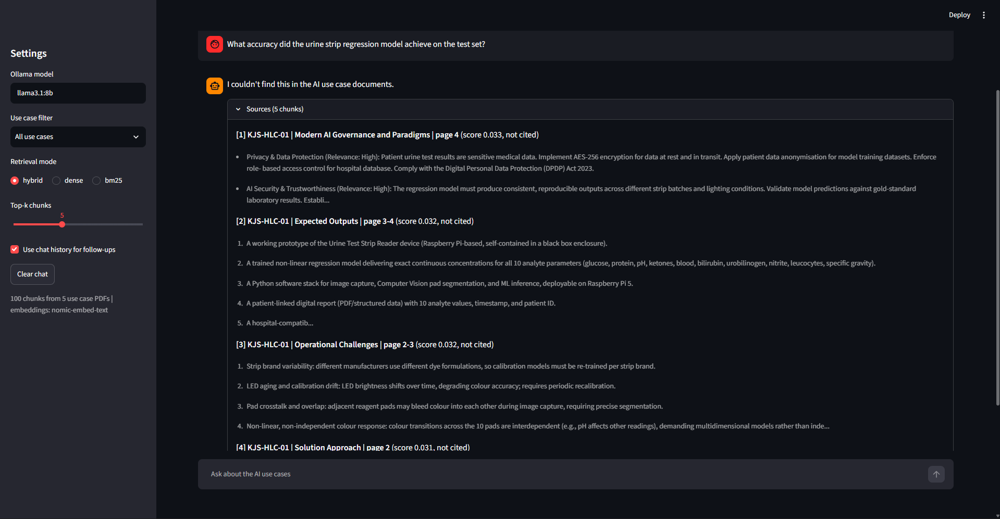 Deploy
Settings
Ollama model
llama3.1:8b
Use case filter
All use cases
Retrieval mode
hybrid
dense
bm25
Top-k chunks
5
Use chat history for follow-ups
Clear chat
100 chunks from 5 use case PDFs |
embeddings: nomic-embed-text
What accuracy did the urine strip regression model achieve on the test set?
I couldn't find this in the AI use case documents.
Sources (5 chunks)
[1] KJS-HLC-01 | Modern AI Governance and Paradigms | page 4 (score 0.033, not cited)
• Privacy & Data Protection (Relevance: High): Patient urine test results are sensitive medical data. Implement AES-256 encryption for data at rest and in transit. Apply patient data anonymisation for model training datasets. Enforce
role- based access control for hospital database. Comply with the Digital Personal Data Protection (DPDP) Act 2023.
• AI Security & Trustworthiness (Relevance: High): The regression model must produce consistent, reproducible outputs across different strip batches and lighting conditions. Validate model predictions against gold-standard
laboratory results. Establi...
[2] KJS-HLC-01 | Expected Outputs | page 3-4 (score 0.032, not cited)
1. A working prototype of the Urine Test Strip Reader device (Raspberry Pi-based, self-contained in a black box enclosure).
2. A trained non-linear regression model delivering exact continuous concentrations for all 10 analyte parameters (glucose, protein, pH, ketones, blood, bilirubin, urobilinogen, nitrite, leucocytes, specific gravity).
3. A Python software stack for image capture, Computer Vision pad segmentation, and ML inference, deployable on Raspberry Pi 5.
4. A patient-linked digital report (PDF/structured data) with 10 analyte values, timestamp, and patient ID.
5. A hospital-compatib...
[3] KJS-HLC-01 | Operational Challenges | page 2-3 (score 0.032, not cited)
1. Strip brand variability: different manufacturers use different dye formulations, so calibration models must be re-trained per strip brand.
2. LED aging and calibration drift: LED brightness shifts over time, degrading colour accuracy; requires periodic recalibration.
3. Pad crosstalk and overlap: adjacent reagent pads may bleed colour into each other during image capture, requiring precise segmentation.
4. Non-linear, non-independent colour response: colour transitions across the 10 pads are interdependent (e.g., pH affects other readings), demanding multidimensional models rather than inde...
[4] KJS-HLC-01 | Solution Approach | page 2 (score 0.031, not cited)
Ask about the AI use cases